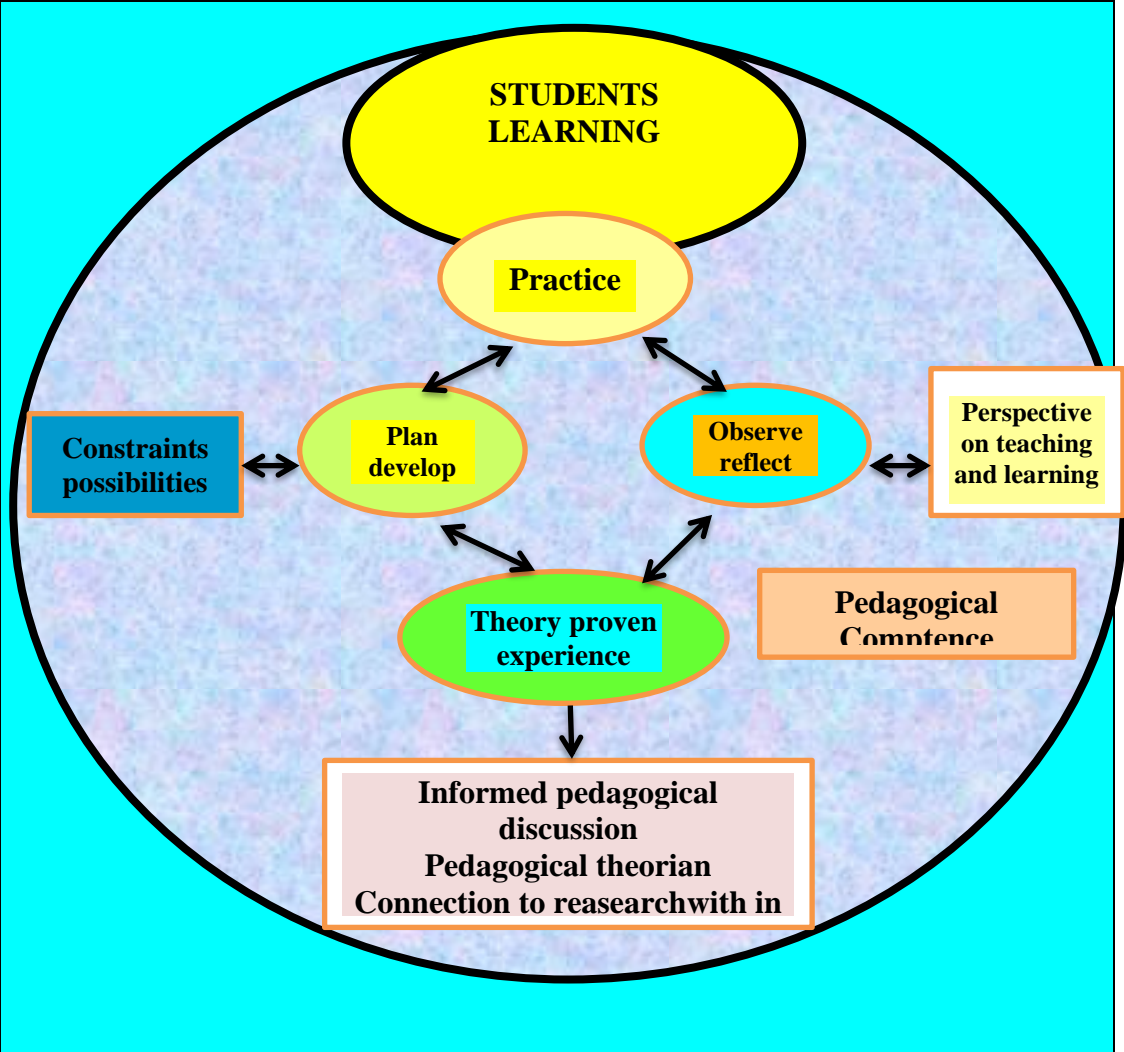 STUDENTS
LEARNING
Practice
Plan
develop
Observe
reflect
Constraints
possibilities
Perspective
on teaching
and learning
Theory proven
experience
Pedagogical
Comptence
Informed pedagogical
discussion
Pedagogical theorian
Connection to reasearchwith in